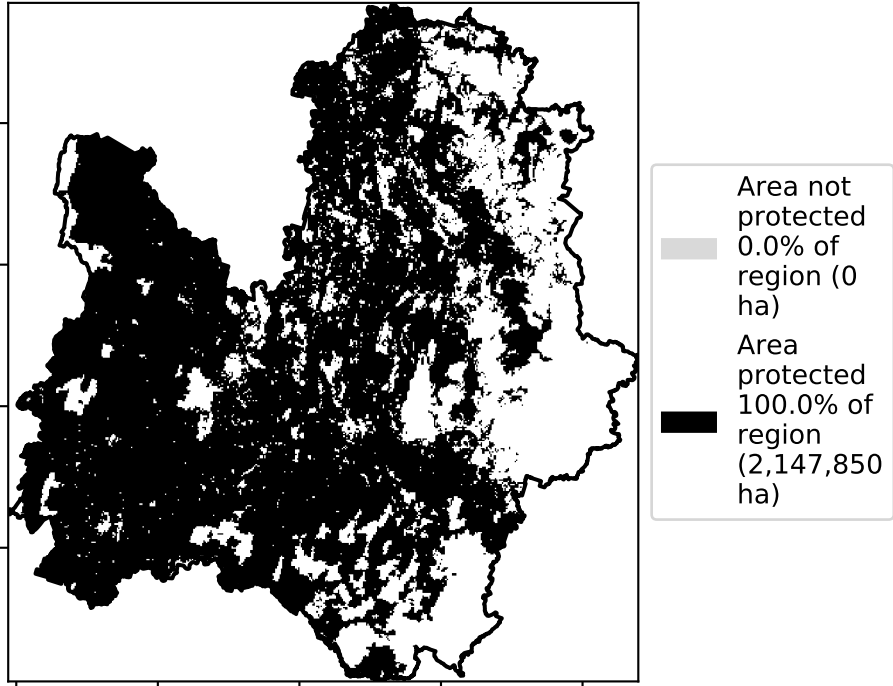 Area not
protected
0.0% of
region (0
ha)
Area
protected
100.0% of
region
(2,147,850
ha)